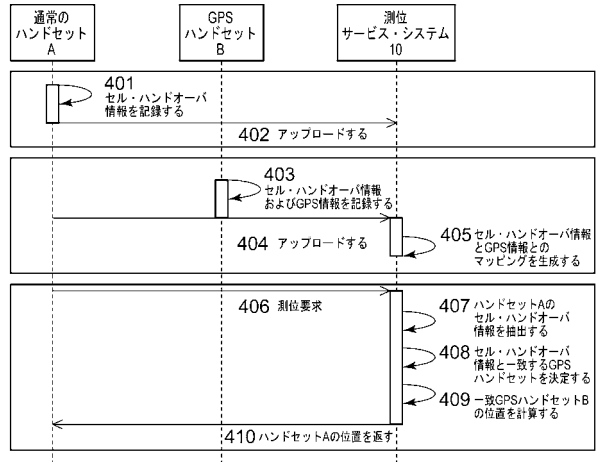 通常の
ハンドセット
A
GPS
ハンドセット
B
測位
サービス・システム
10
401
セル・ハンドオーバ
情報を記録する
402 アップロードする
403
セル・ハンドオーバ情報
およびGPS情報を記録する
404 アップロードする
405 セル・ハンドオーバ情報
とGPS情報との
マッピングを生成する
406 測位要求
407 ハンドセットAの
セル・ハンドオーバ
情報を抽出する
408 セル・ハンドオーバ
情報と一致するGPS
ハンドセットを決定する
409 一致GPSハンドセットB
の位置を計算する
410 ハンドセットAの位置を返す